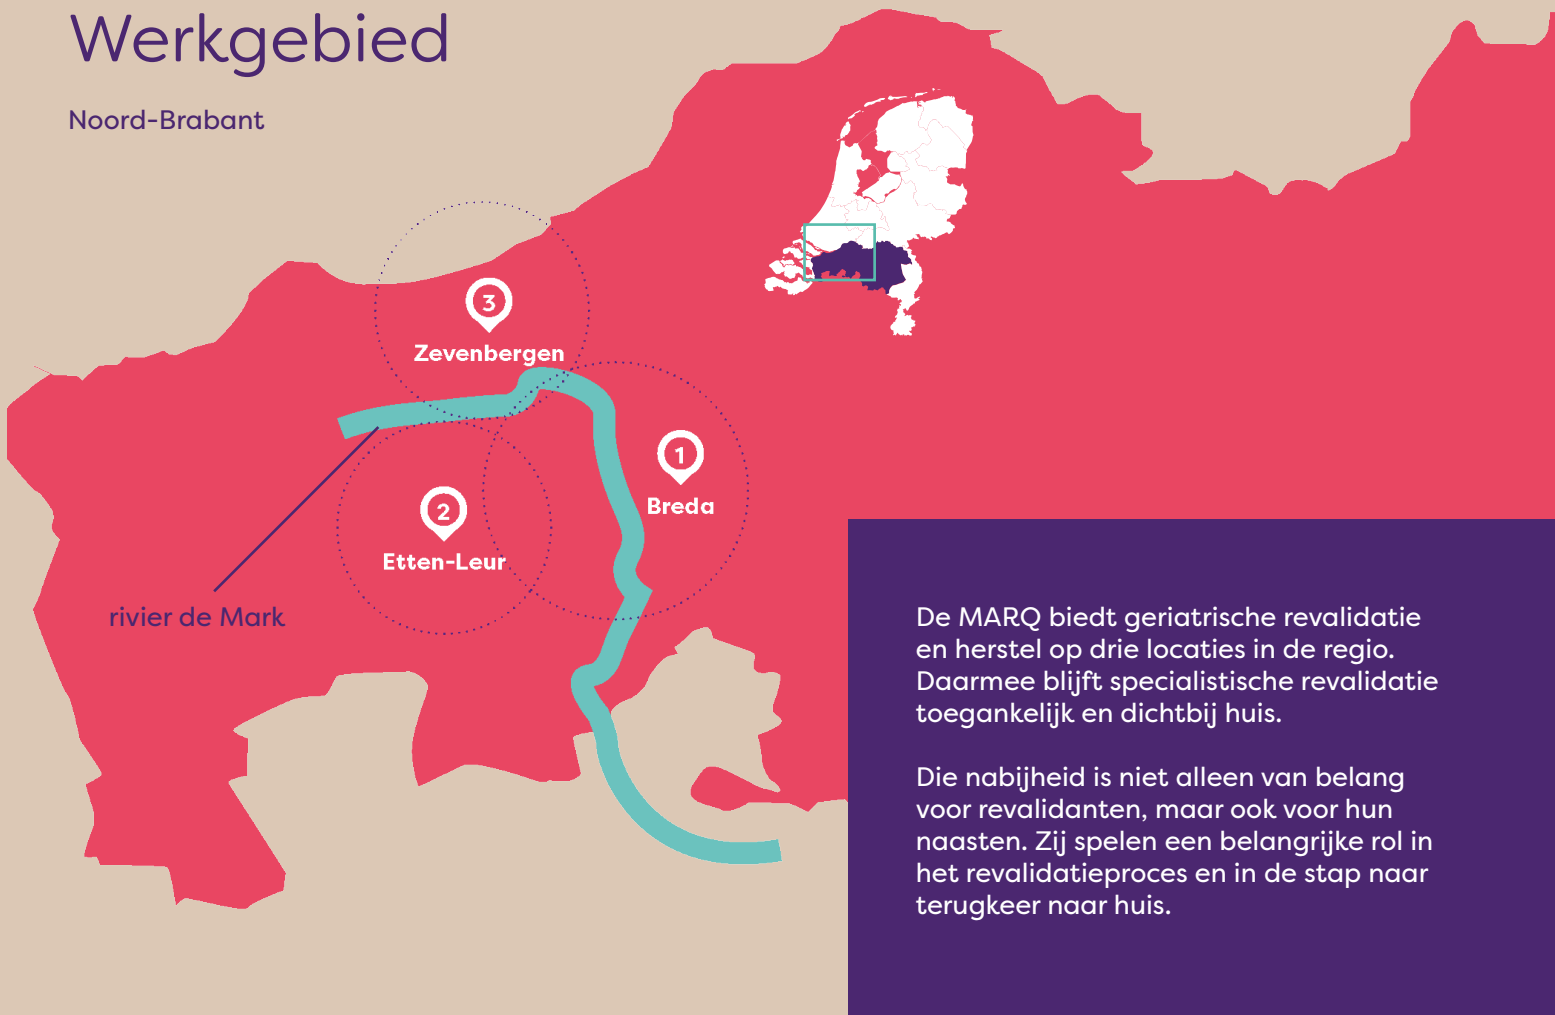 Werkgebied
Noord-Brabant
3
Zevenbergen
1
Breda
2
Etten-Leur
rivier de Mark
De MARQ biedt geriatrische revalidatie
en herstel op drie locaties in de regio.
Daarmee blijft specialistische revalidatie
toegankelijk en dichtbij huis.
Die nabijheid is niet alleen van belang
voor revalidanten, maar ook voor hun
naasten. Zij spelen een belangrijke rol in
het revalidatieproces en in de stap naar
terugkeer naar huis.